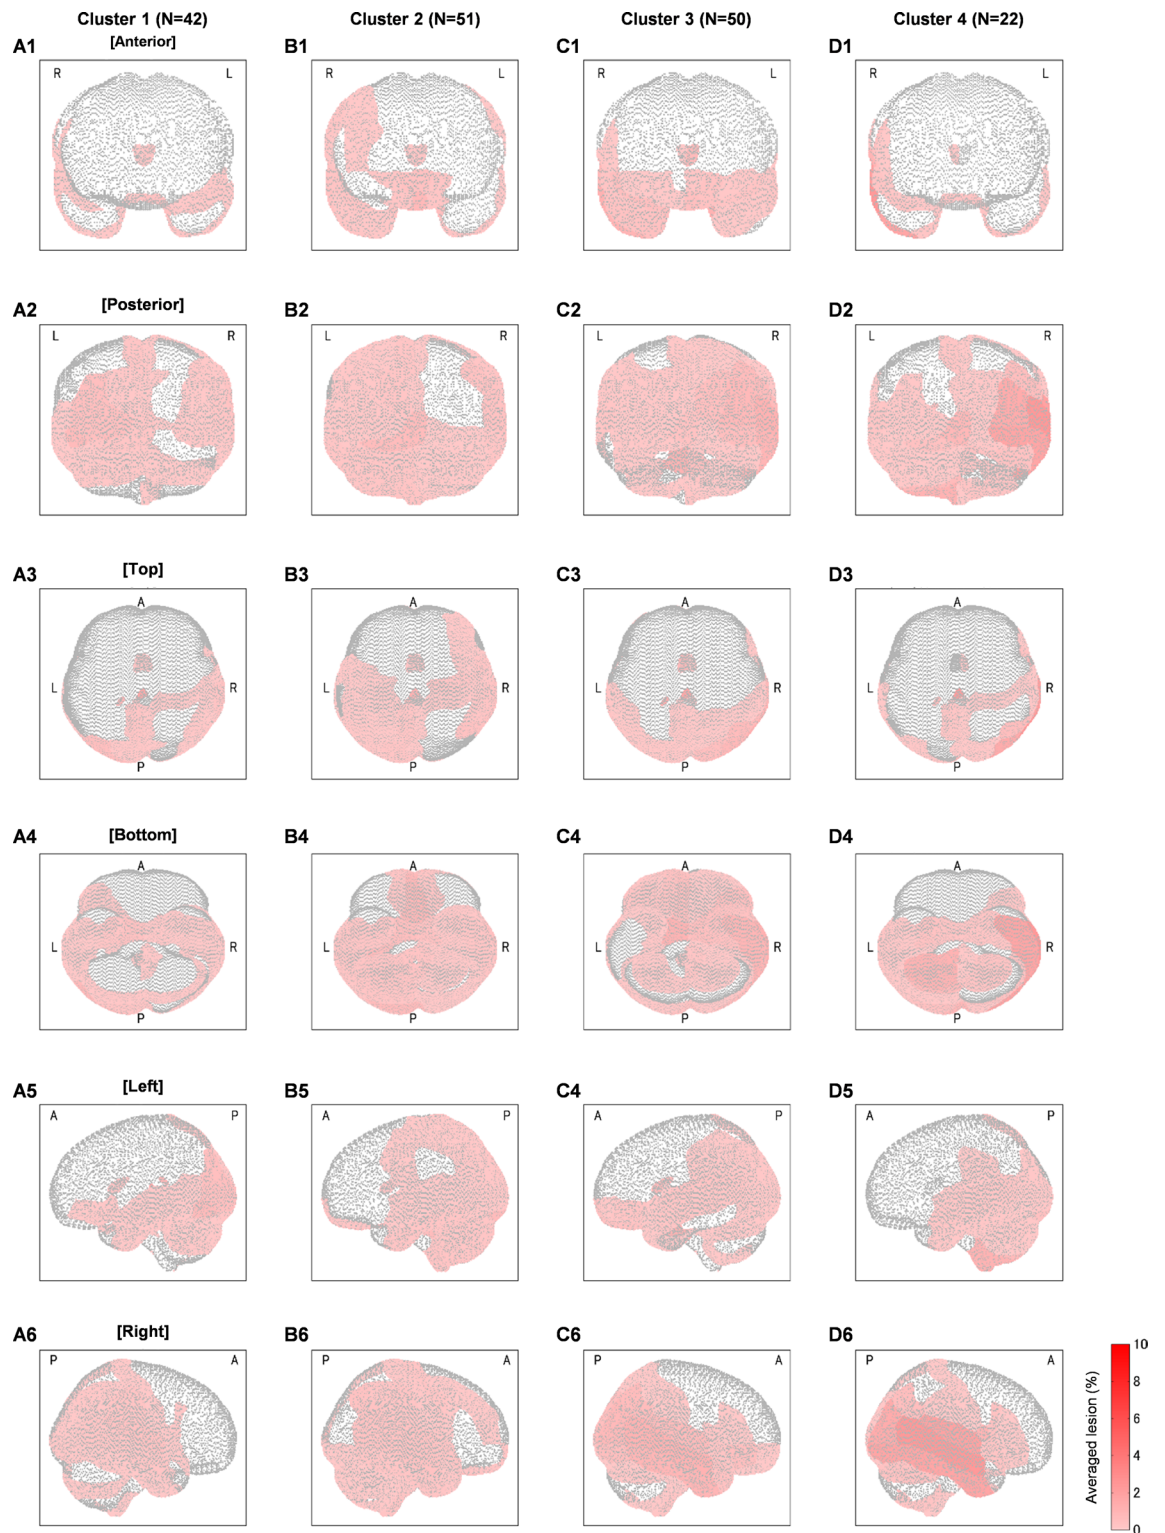 Cluster 1 (N=42) Cluster 2 (N=51) Cluster 3 (N=50) Cluster 4 (N=22)
A1 [Anterior] B1 C1 D1
R L R L R L R L
A2 [Posterior] B2 C2 D2
L R L R L R L R
A3 [Top] B3 C3 D3
A A A A
L R L R L R L R
P P P P
A4 [Bottom] B4 C4 D4
A A A A
L R L R L R L R
P P P P
A5 [Left] B5 C4 D5
A P A P A P A P
A6 [Right] B6 C6 D6
P A P A P A P A
Averaged lesion (%)
10
8
6
4
2
0